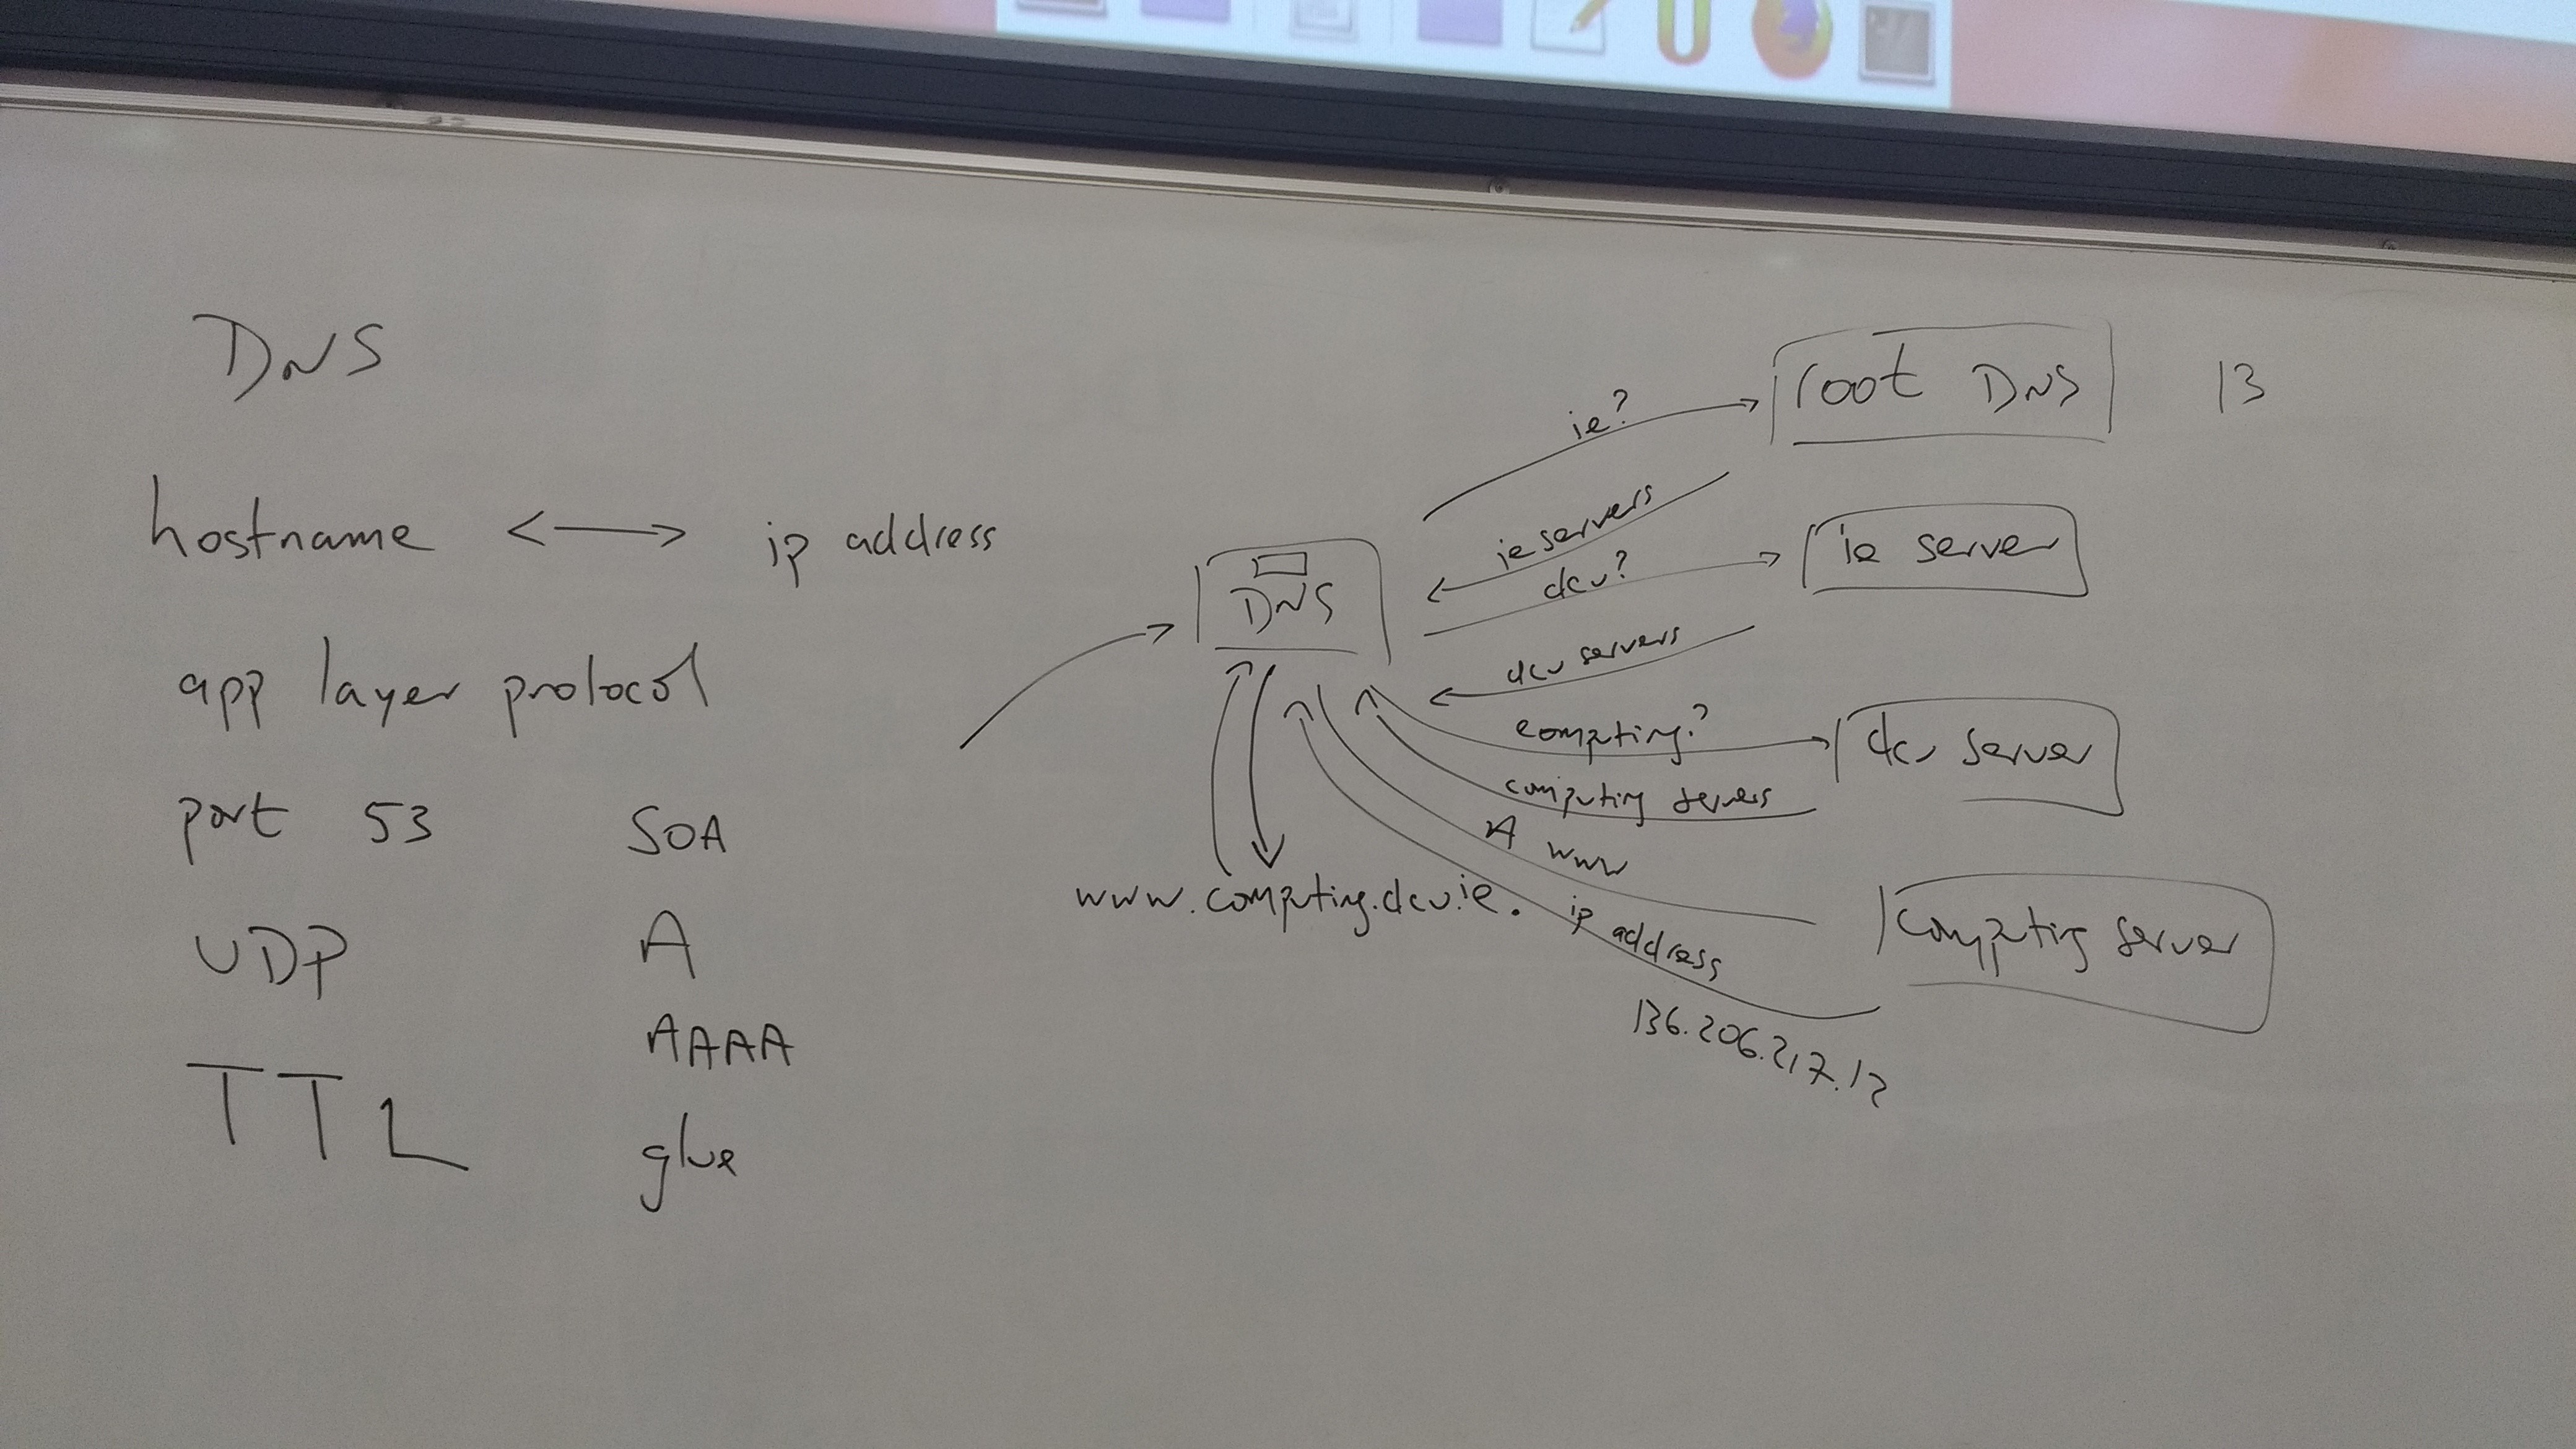 DNS
hostname <-> ip address
app layer protocol
port 53
UDP
TTL
SOA
A
AAAA
glue
DNS
www.computing.dcu.ie.
ie?
ie servers
dcu?
dcu servers
computing?
computing servers
A www
ip address
136.206.217.12
root DNS 13
ie server
dcu server
computing server